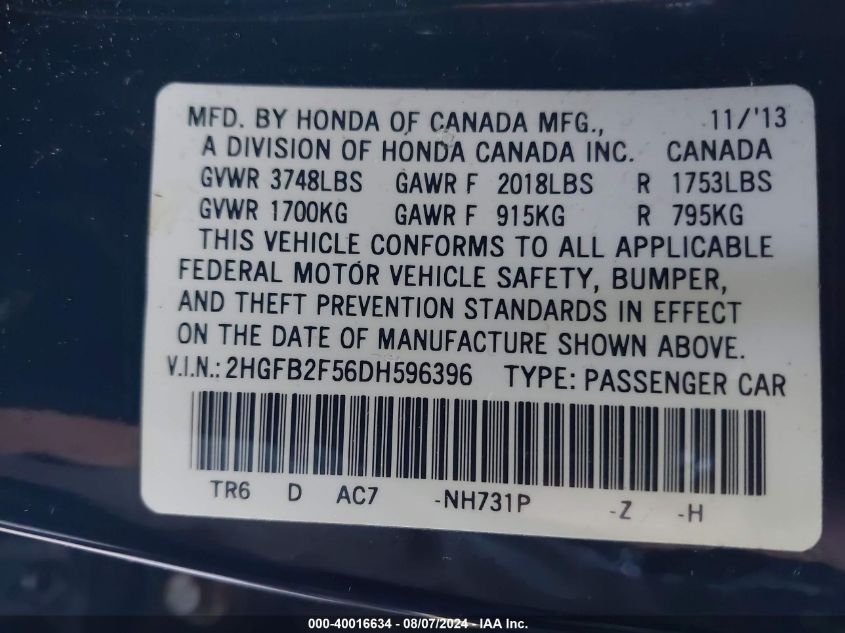 MFD. BY HONDA OF CANADA MFG., 11/'13
A DIVISION OF HONDA CANADA INC. CANADA
GVWR 3748LBS GAWR F 2018LBS R 1753LBS
GVWR 1700KG GAWR F 915KG R 795KG
THIS VEHICLE CONFORMS TO ALL APPLICABLE
FEDERAL MOTOR VEHICLE SAFETY, BUMPER,
AND THEFT PREVENTION STANDARDS IN EFFECT
ON THE DATE OF MANUFACTURE SHOWN ABOVE.
V.I.N.: 2HGFB2F56DH596396 TYPE: PASSENGER CAR
TR6 D AC7 -NH731P -Z -H
000-40016634 - 08/07/2024 - IAA Inc.